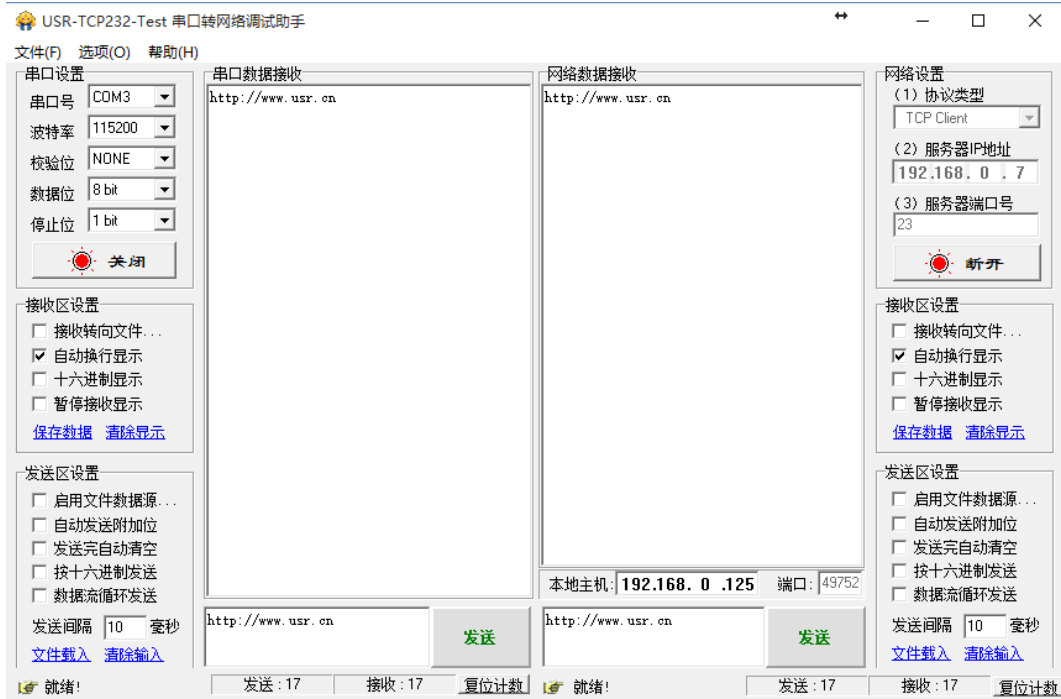 USR-TCP232-Test 串口转网络调试助手
文件(F) 选项(O) 帮助(H)
串口设置
串口号 COM3
波特率 115200
校验位 NONE
数据位 8 bit
停止位 1 bit
关闭
接收区设置
接收转向文件...
自动换行显示
十六进制显示
暂停接收显示
保存数据 清除显示
发送区设置
启用文件数据源...
自动发送附加位
发送完自动清空
按十六进制发送
数据流循环发送
发送间隔 10 毫秒
文件载入 清除输入
就绪!
串口数据接收
http://www.usr.cn
http://www.usr.cn
发送
发送 : 17 接收 : 17 复位计数
网络数据接收
http://www.usr.cn
本地主机: 192.168. 0 .125 端口: 49752
http://www.usr.cn
发送
就绪!
发送 : 17 接收 : 17 复位计数
网络设置
(1) 协议类型
TCP Client
(2) 服务器IP地址
192.168. 0 . 7
(3) 服务器端口号
23
断开
接收区设置
接收转向文件...
自动换行显示
十六进制显示
暂停接收显示
保存数据 清除显示
发送区设置
启用文件数据源...
自动发送附加位
发送完自动清空
按十六进制发送
数据流循环发送
发送间隔 10 毫秒
文件载入 清除输入